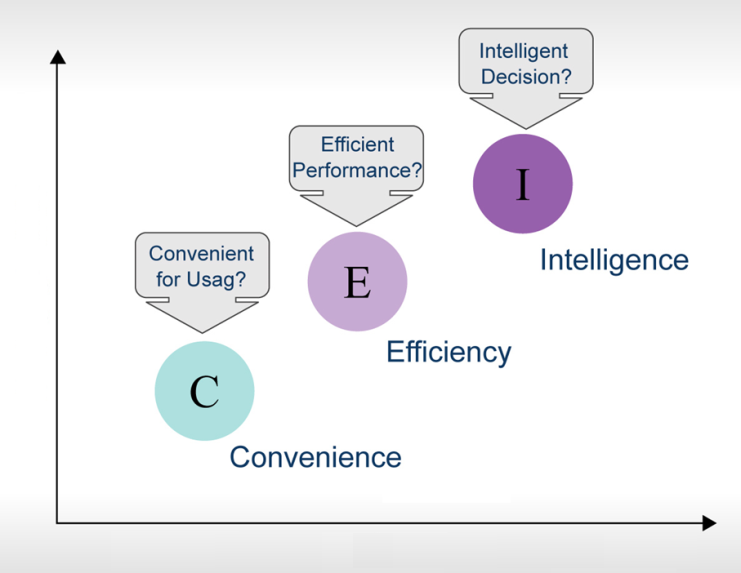 Intelligent
Decision?
I
Intelligence
Efficient
Performance?
E
Efficiency
Convenient
for Usag?
C
Convenience